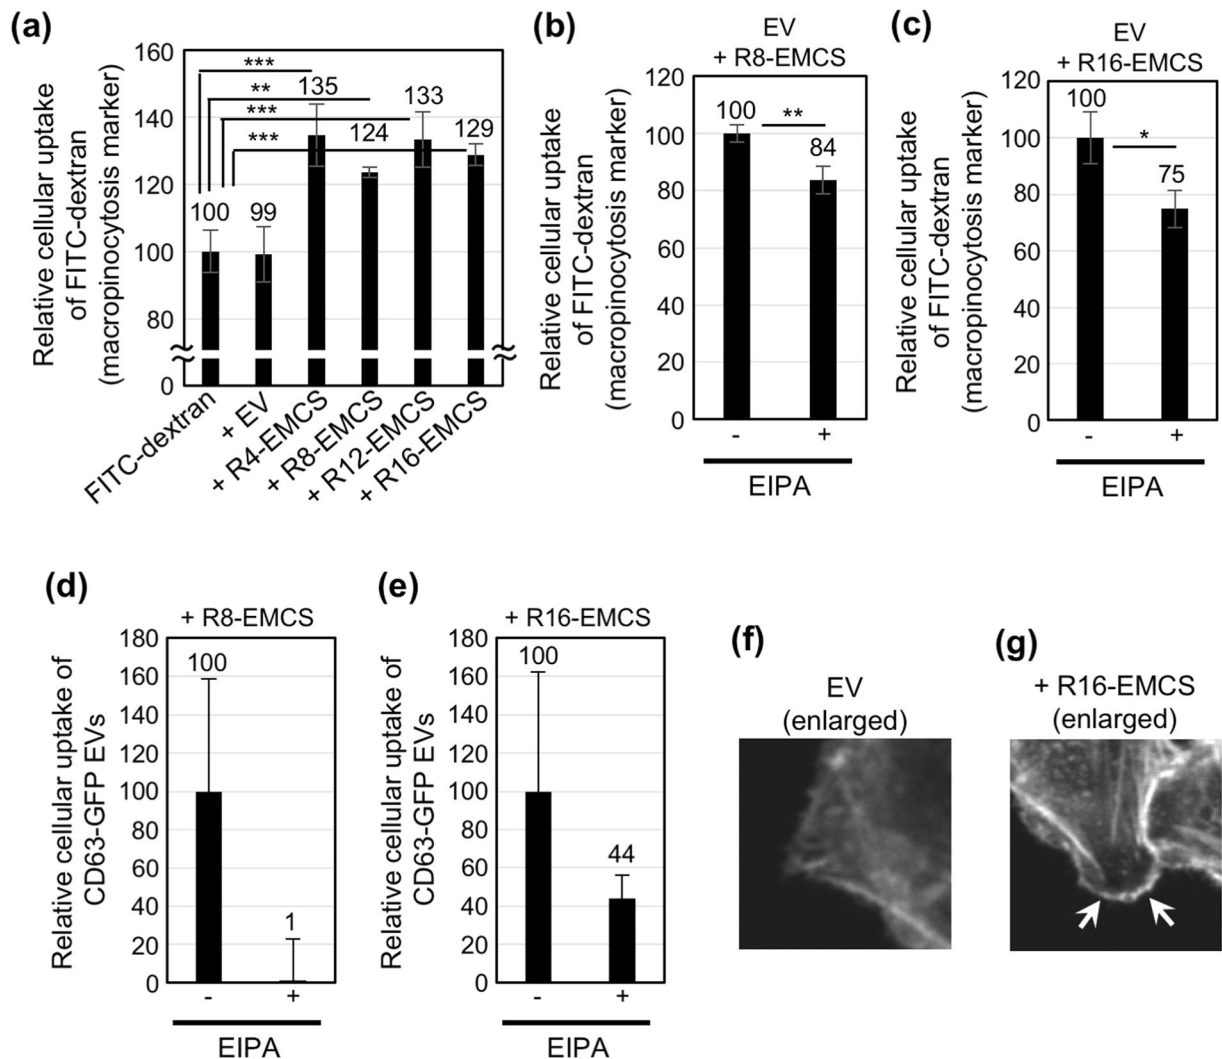 (a)
Relative cellular uptake
of FITC-dextran
(macropinocytosis marker)
160
140
120
100
80
0
***
**
***
***
100
99
135
124
133
129
FITC-dextran
+ EV
+ R4-EMCS
+ R8-EMCS
+ R12-EMCS
+ R16-EMCS
(b)
EV
+ R8-EMCS
Relative cellular uptake
of FITC-dextran
(macropinocytosis marker)
120
100
80
60
40
20
0
100
**
84
-
+
EIPA
(c)
EV
+ R16-EMCS
Relative cellular uptake
of FITC-dextran
(macropinocytosis marker)
120
100
80
60
40
20
0
100
*
75
-
+
EIPA
(d)
+ R8-EMCS
Relative cellular uptake of
CD63-GFP EVs
180
160
140
120
100
80
60
40
20
0
100
1
-
+
EIPA
(e)
+ R16-EMCS
Relative cellular uptake of
CD63-GFP EVs
180
160
140
120
100
80
60
40
20
0
100
44
-
+
EIPA
(f)
EV
(enlarged)
(g)
+ R16-EMCS
(enlarged)